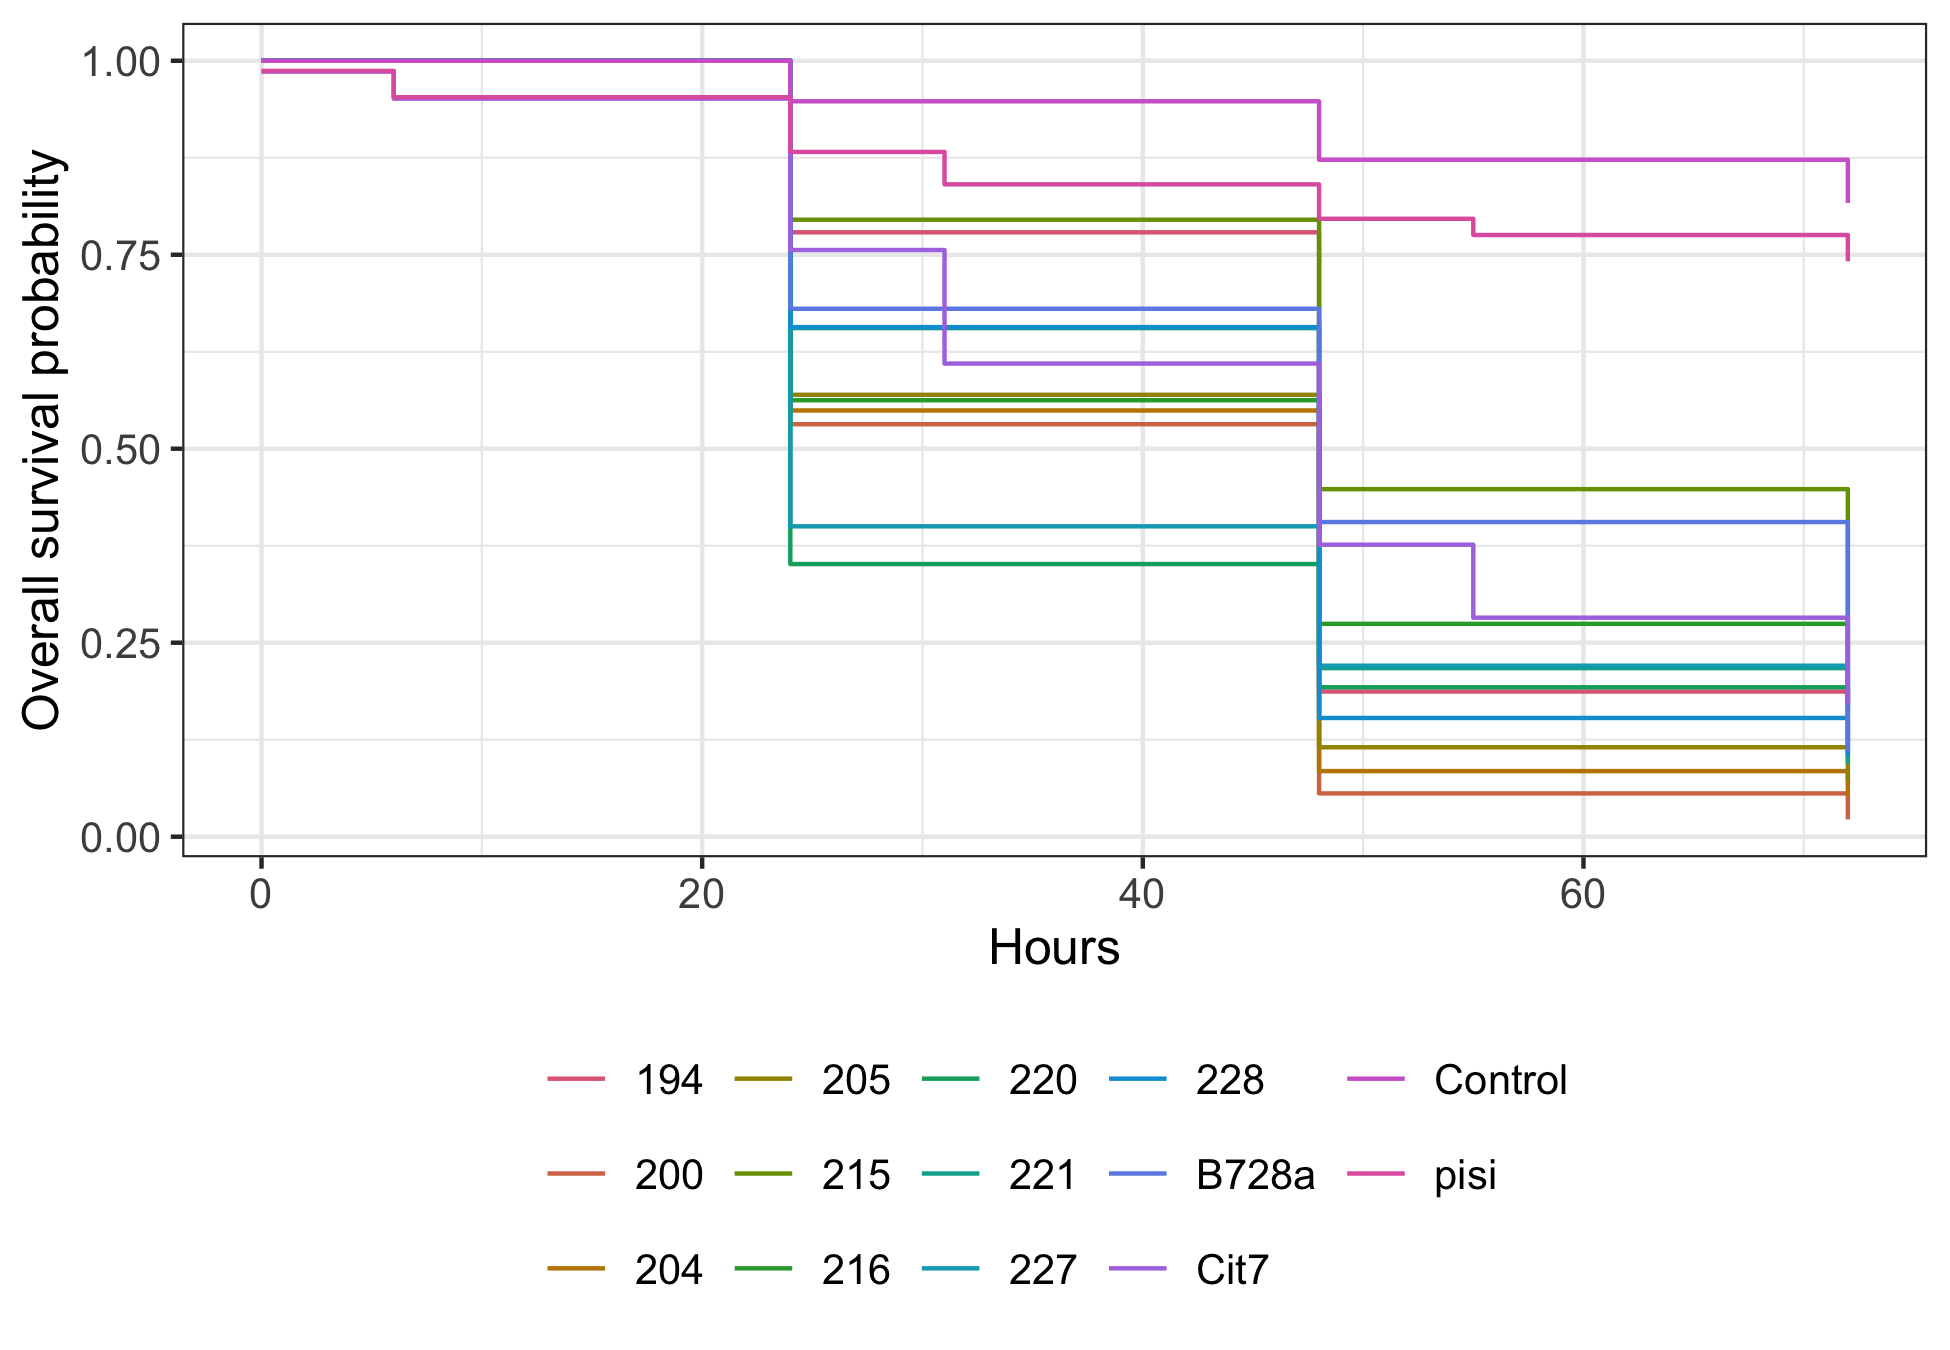 Overall survival probability
1.00
0.75
0.50
0.25
0.00
0 20 40 60
Hours
194 205 220 228 Control
200 215 221 B728a pisi
204 216 227 Cit7